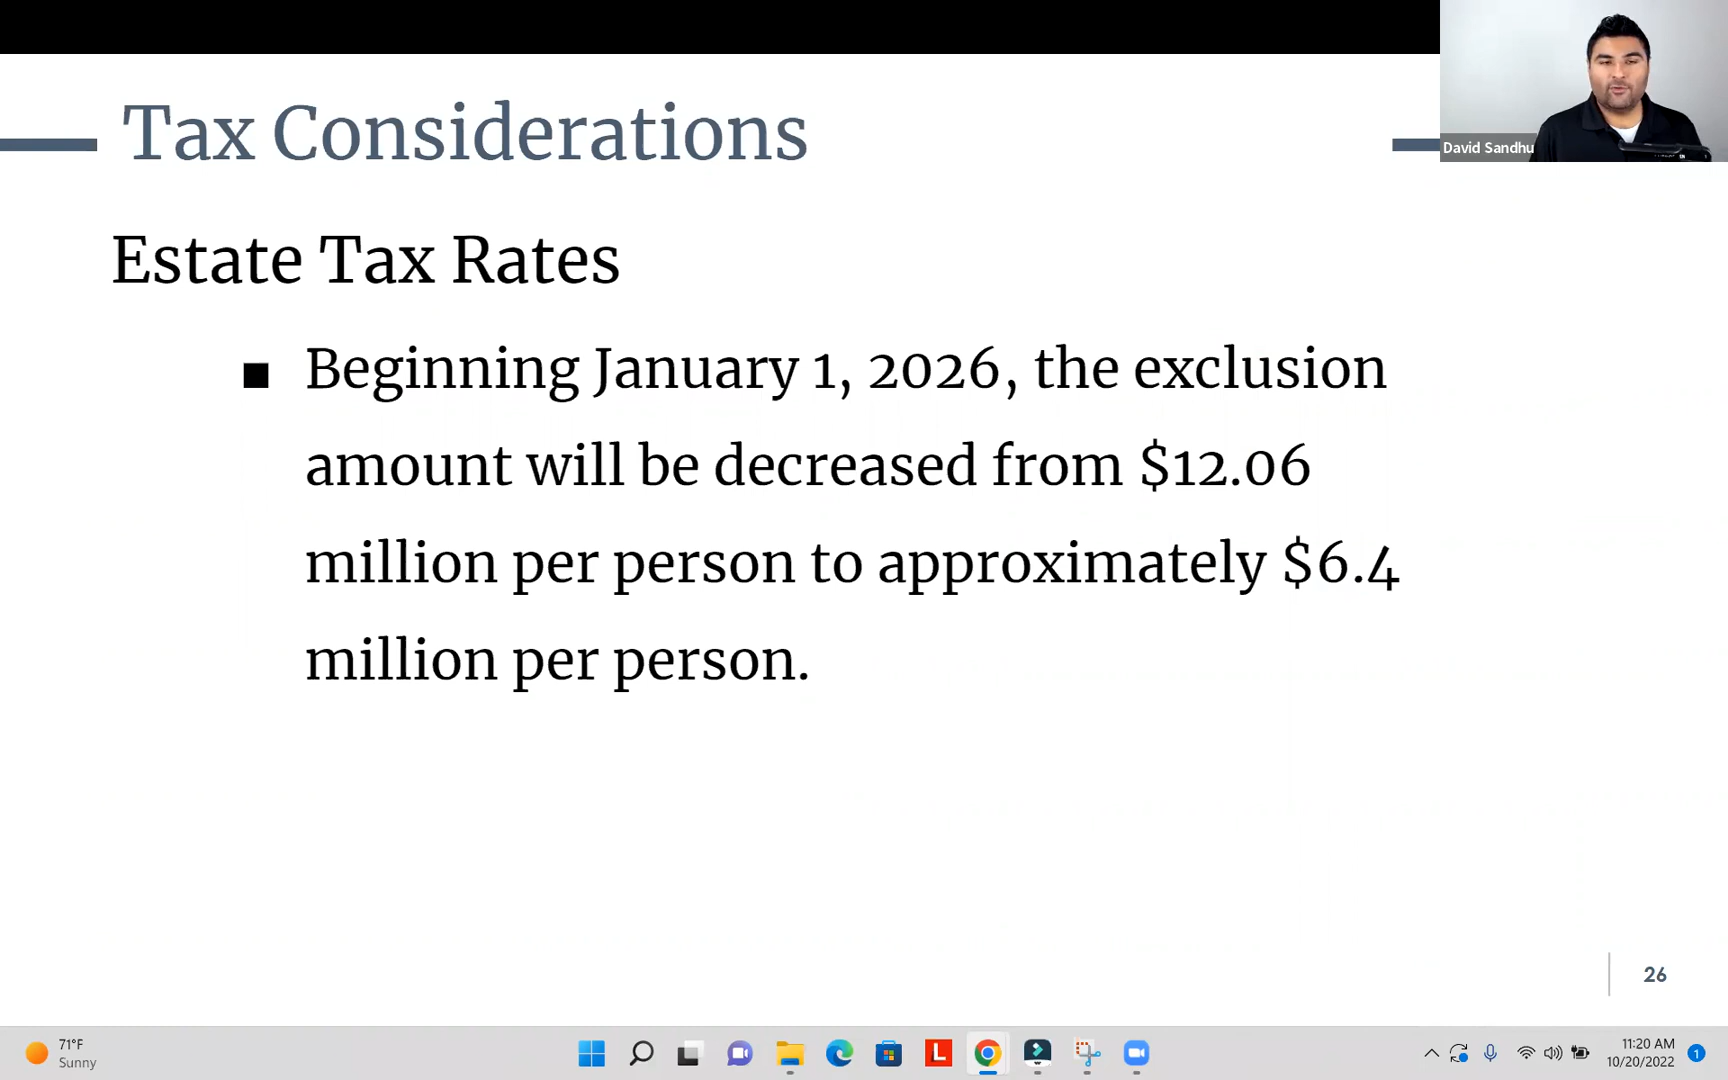 Tax Considerations
David Sandhu
Estate Tax Rates
■ Beginning January 1, 2026, the exclusion
amount will be decreased from $12.06
million per person to approximately $6.4
million per person.
26
71°F
Sunny
L
11:20 AM
10/20/2022
1